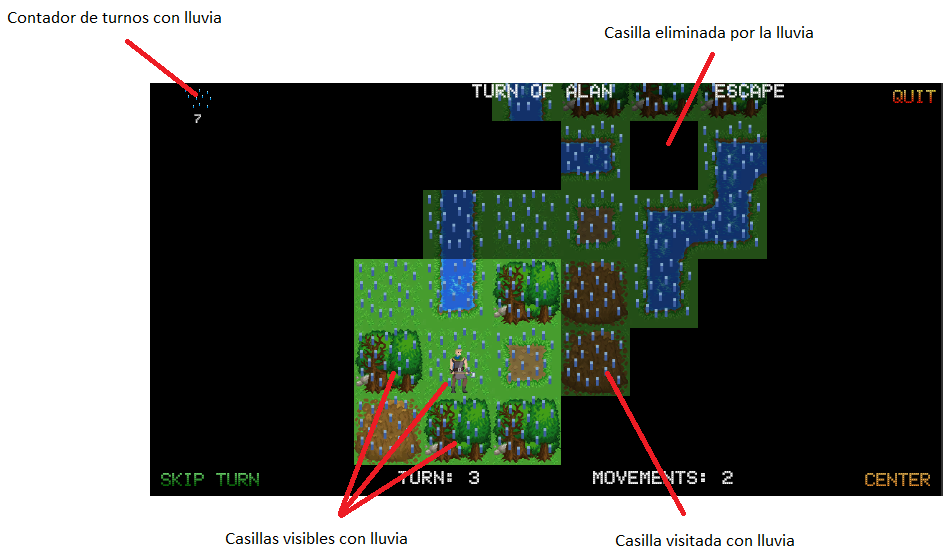 Contador de turnos con lluvia
Casilla eliminada por la lluvia
TURN OF ALAN
ESCAPE
QUIT
7
SKIP TURN
TURN: 3
MOVEMENTS: 2
CENTER
Casillas visibles con lluvia
Casilla visitada con lluvia